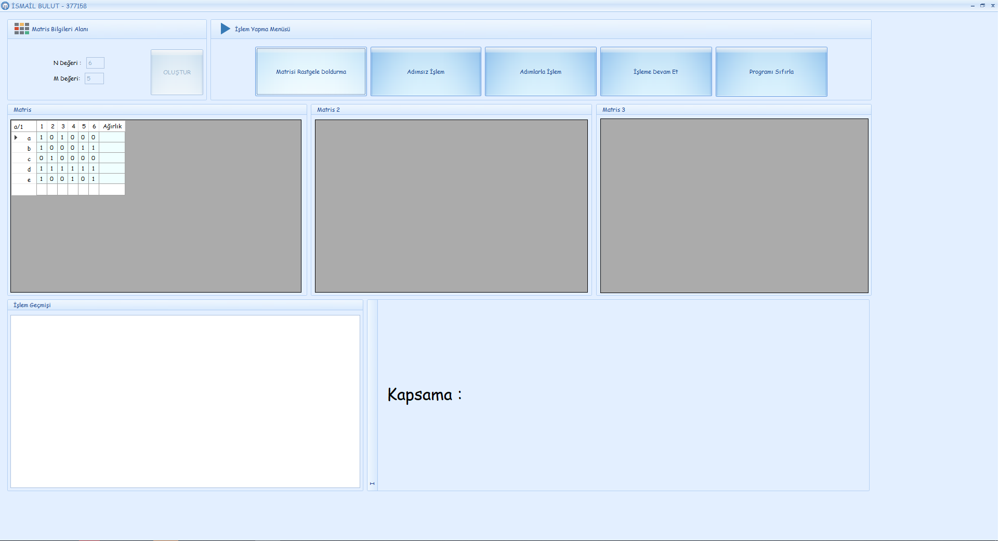 İSMAİL BULUT - 377158
Matris Bilgileri Alanı
İşlem Yapma Menüsü
N Değeri : 6
M Değeri: 5
OLUŞTUR
Matrisi Rastgele Doldurma
Adımsız İşlem
Adımlarla İşlem
İşleme Devam Et
Programı Sıfırla
Matris
Matris 2
Matris 3
a/1 1 2 3 4 5 6 Ağırlık
a 1 0 1 0 0 0
b 1 0 0 0 1 1
c 0 1 0 0 0 0
d 1 1 1 1 1 1
e 1 0 0 1 0 1
İşlem Geçmişi
Kapsama :
I